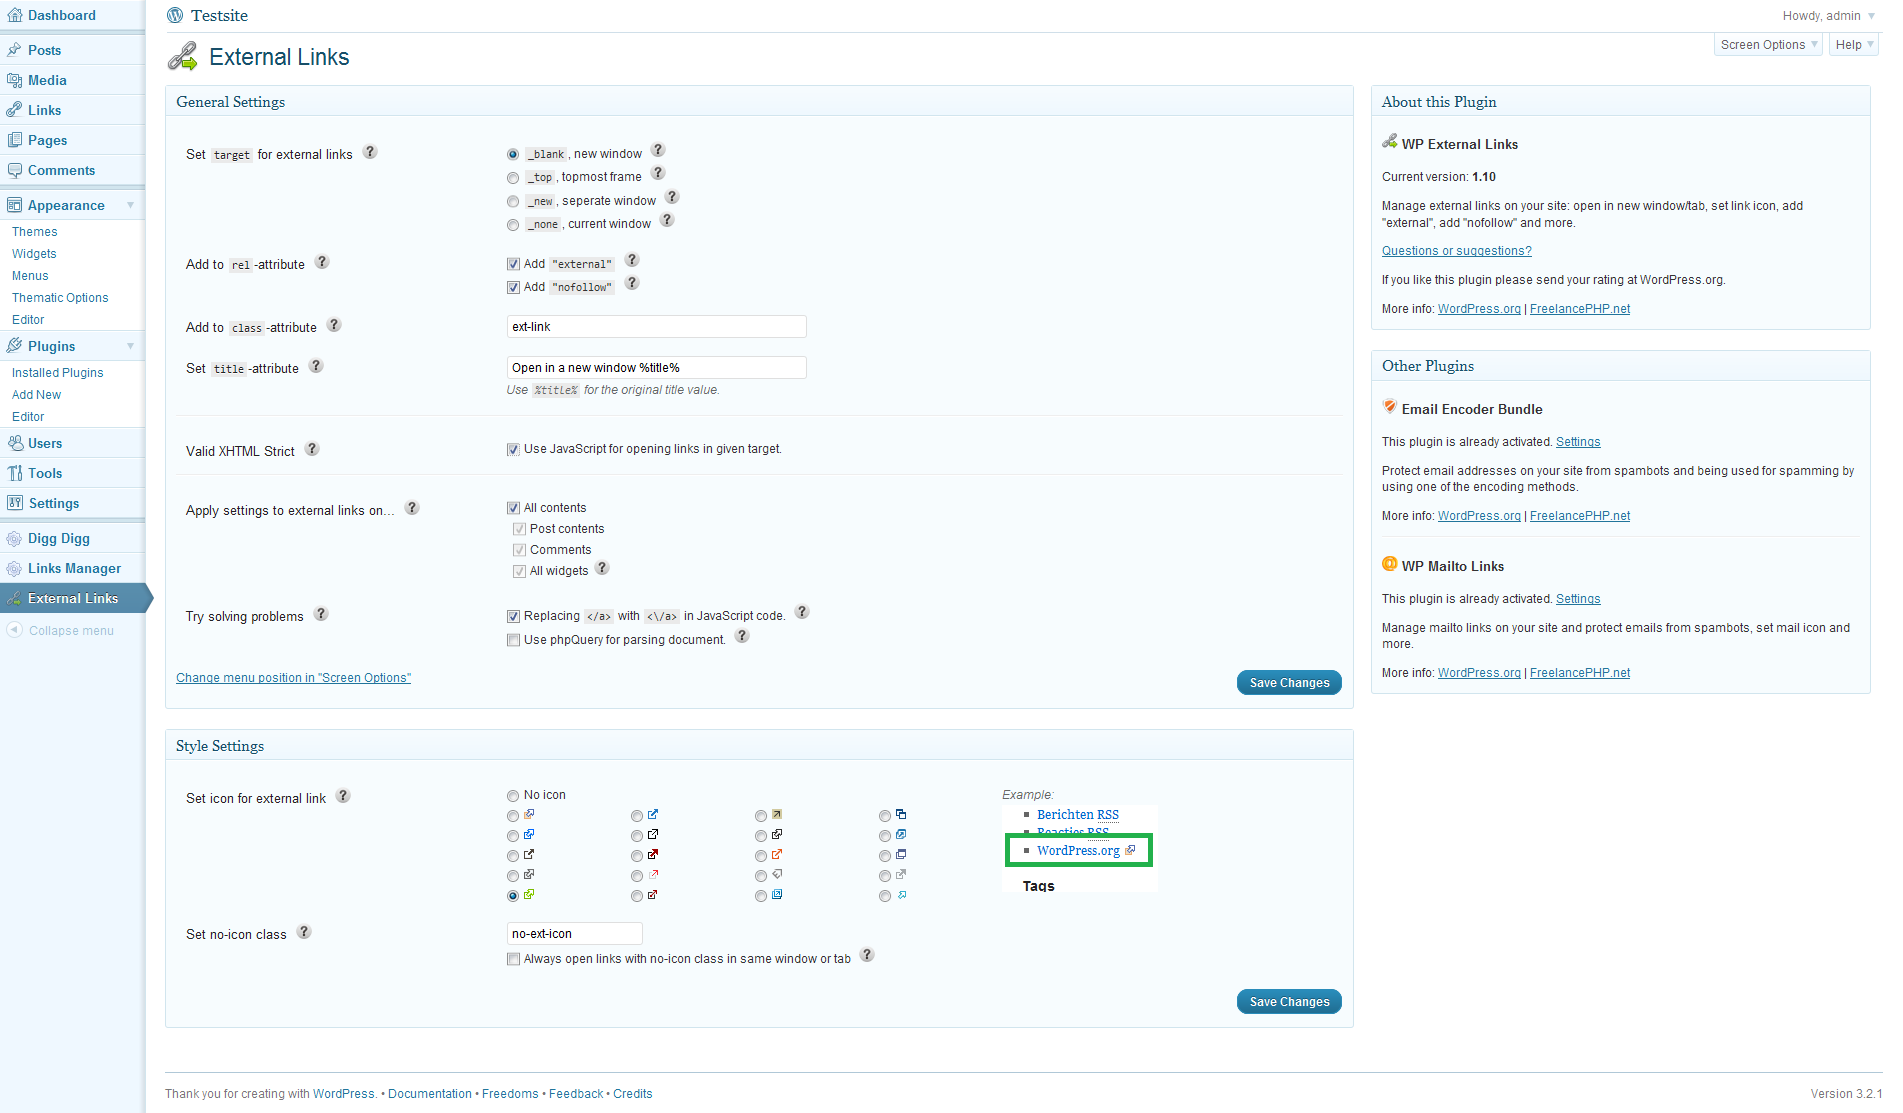 Dashboard
Posts
Media
Links
Pages
Comments
Appearance
Themes
Widgets
Menus
Thematic Options
Editor
Plugins
Installed Plugins
Add New
Editor
Users
Tools
Settings
Digg Digg
Links Manager
External Links
Collapse menu
Testsite
Howdy, admin
Screen Options
Help
External Links
General Settings
Set target for external links ?
_blank , new window ?
_top , topmost frame ?
_new , seperate window ?
_none , current window ?
Add to rel -attribute ?
Add "external" ?
Add "nofollow" ?
Add to class -attribute ?
ext-link
Set title -attribute ?
Open in a new window %title%
Use %title% for the original title value.
Valid XHTML Strict ?
Use JavaScript for opening links in given target.
Apply settings to external links on... ?
All contents
Post contents
Comments
All widgets ?
Try solving problems ?
Replacing </a> with <\/a> in JavaScript code. ?
Use phpQuery for parsing document. ?
Change menu position in "Screen Options"
Save Changes
Style Settings
Set icon for external link ?
No icon
Example:
Berichten RSS
Reacties RSS
WordPress.org
Tags
Set no-icon class ?
no-ext-icon
Always open links with no-icon class in same window or tab ?
Save Changes
About this Plugin
WP External Links
Current version: 1.10
Manage external links on your site: open in new window/tab, set link icon, add
"external", add "nofollow" and more.
Questions or suggestions?
If you like this plugin please send your rating at WordPress.org.
More info: WordPress.org | FreelancePHP.net
Other Plugins
Email Encoder Bundle
This plugin is already activated. Settings
Protect email addresses on your site from spambots and being used for spamming by
using one of the encoding methods.
More info: WordPress.org | FreelancePHP.net
WP Mailto Links
This plugin is already activated. Settings
Manage mailto links on your site and protect emails from spambots, set mail icon and
more.
More info: WordPress.org | FreelancePHP.net
Thank you for creating with WordPress. • Documentation • Freedoms • Feedback • Credits
Version 3.2.1